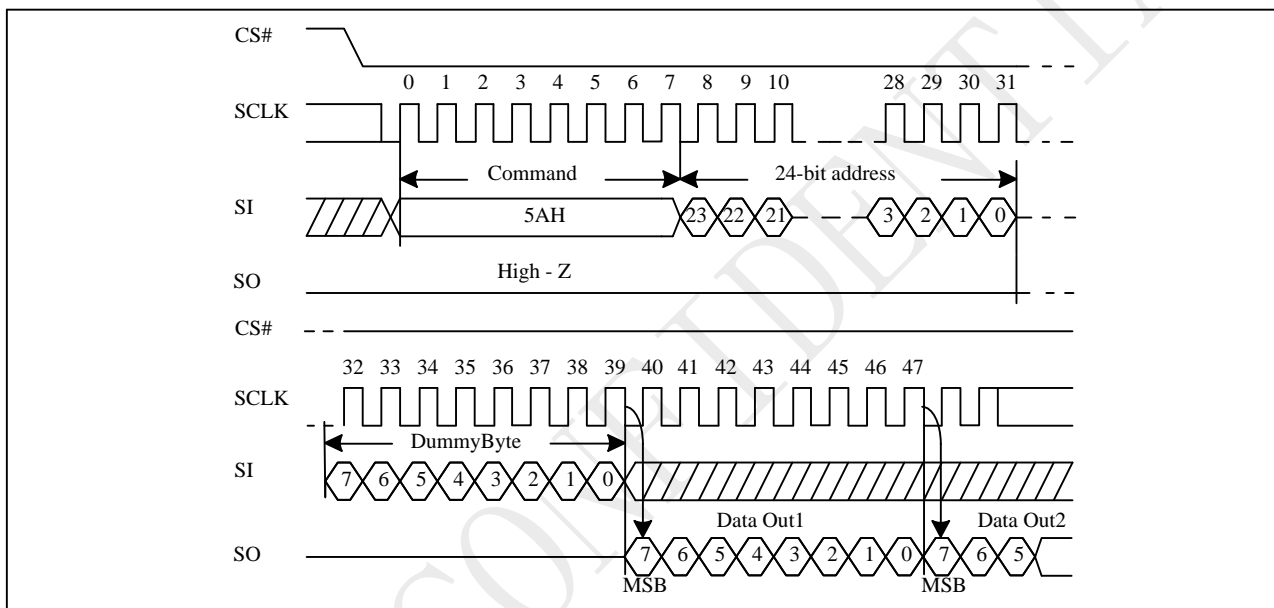 CS#
0 1 2 3 4 5 6 7 8 9 10 28 29 30 31
SCLK
Command 24-bit address
SI 5AH 23 22 21 3 2 1 0
High - Z
SO
CS#
32 33 34 35 36 37 38 39 40 41 42 43 44 45 46 47
SCLK
DummyByte
SI 7 6 5 4 3 2 1 0
Data Out1 Data Out2
SO 7 6 5 4 3 2 1 0 7 6 5
MSB MSB
CONFIDENTIA